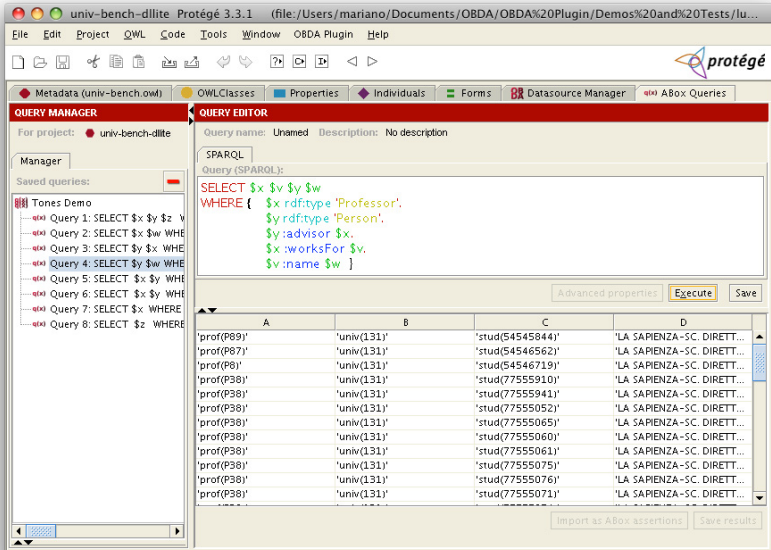 univ-bench-dllite Protégé 3.3.1 (file:/Users/mariano/Documents/OBDA/OBDA%20Plugin/Demos%20and%20Tests/lu...
File Edit Project OWL Code Tools Window OBDA Plugin Help
protégé
Metadata (univ-bench.owl) OWLClasses Properties Individuals Forms Datasource Manager q(x) ABox Queries
QUERY MANAGER
For project: univ-bench-dllite
Manager
Saved queries:
Tones Demo
q(x) Query 1: SELECT $x $y $z W
q(x) Query 2: SELECT $x $w WHE
q(x) Query 3: SELECT $y $x WHE
q(x) Query 4: SELECT $y $w WHE
q(x) Query 5: SELECT $x $y WHE
q(x) Query 6: SELECT $x $y WHE
q(x) Query 7: SELECT $x WHERE
q(x) Query 8: SELECT $z WHERE
QUERY EDITOR
Query name: Unamed Description: No description
SPARQL
Query (SPARQL):
SELECT $x $v $y $w
WHERE { $x rdf:type 'Professor'.
$y rdf:type 'Person'.
$y :advisor $x.
$x :worksFor $v.
$v :name $w }
Advanced properties Execute Save
A B C D
'prof(P89)' 'univ(131)' 'stud(54545844)' 'LA SAPIENZA-SC. DIRETT...
'prof(P87)' 'univ(131)' 'stud(54546562)' 'LA SAPIENZA-SC. DIRETT...
'prof(P8)' 'univ(131)' 'stud(54546719)' 'LA SAPIENZA-SC. DIRETT...
'prof(P38)' 'univ(131)' 'stud(77555910)' 'LA SAPIENZA-SC. DIRETT...
'prof(P38)' 'univ(131)' 'stud(77555941)' 'LA SAPIENZA-SC. DIRETT...
'prof(P38)' 'univ(131)' 'stud(77555052)' 'LA SAPIENZA-SC. DIRETT...
'prof(P38)' 'univ(131)' 'stud(77555065)' 'LA SAPIENZA-SC. DIRETT...
'prof(P38)' 'univ(131)' 'stud(77555060)' 'LA SAPIENZA-SC. DIRETT...
'prof(P38)' 'univ(131)' 'stud(77555061)' 'LA SAPIENZA-SC. DIRETT...
'prof(P38)' 'univ(131)' 'stud(77555075)' 'LA SAPIENZA-SC. DIRETT...
'prof(P38)' 'univ(131)' 'stud(77555076)' 'LA SAPIENZA-SC. DIRETT...
'prof(P38)' 'univ(131)' 'stud(77555071)' 'LA SAPIENZA-SC. DIRETT...
Import as ABox assertions Save results